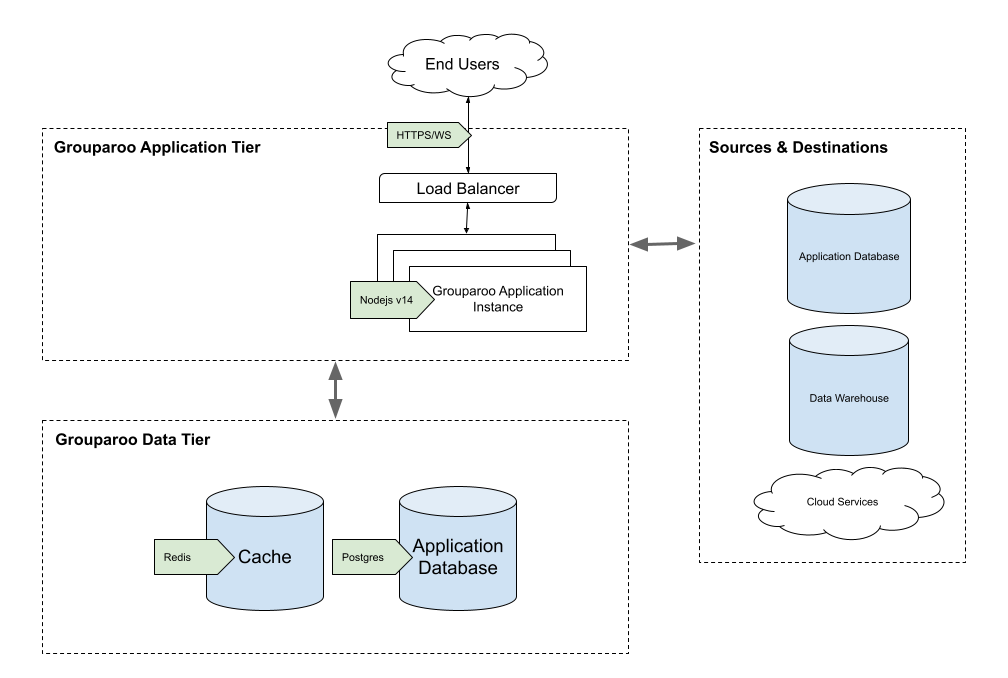 End Users
HTTPS/WS
Grouparoo Application Tier
Load Balancer
Nodejs v14
Grouparoo Application
Instance
Sources & Destinations
Application Database
Data Warehouse
Cloud Services
Grouparoo Data Tier
Redis
Cache
Postgres
Application
Database